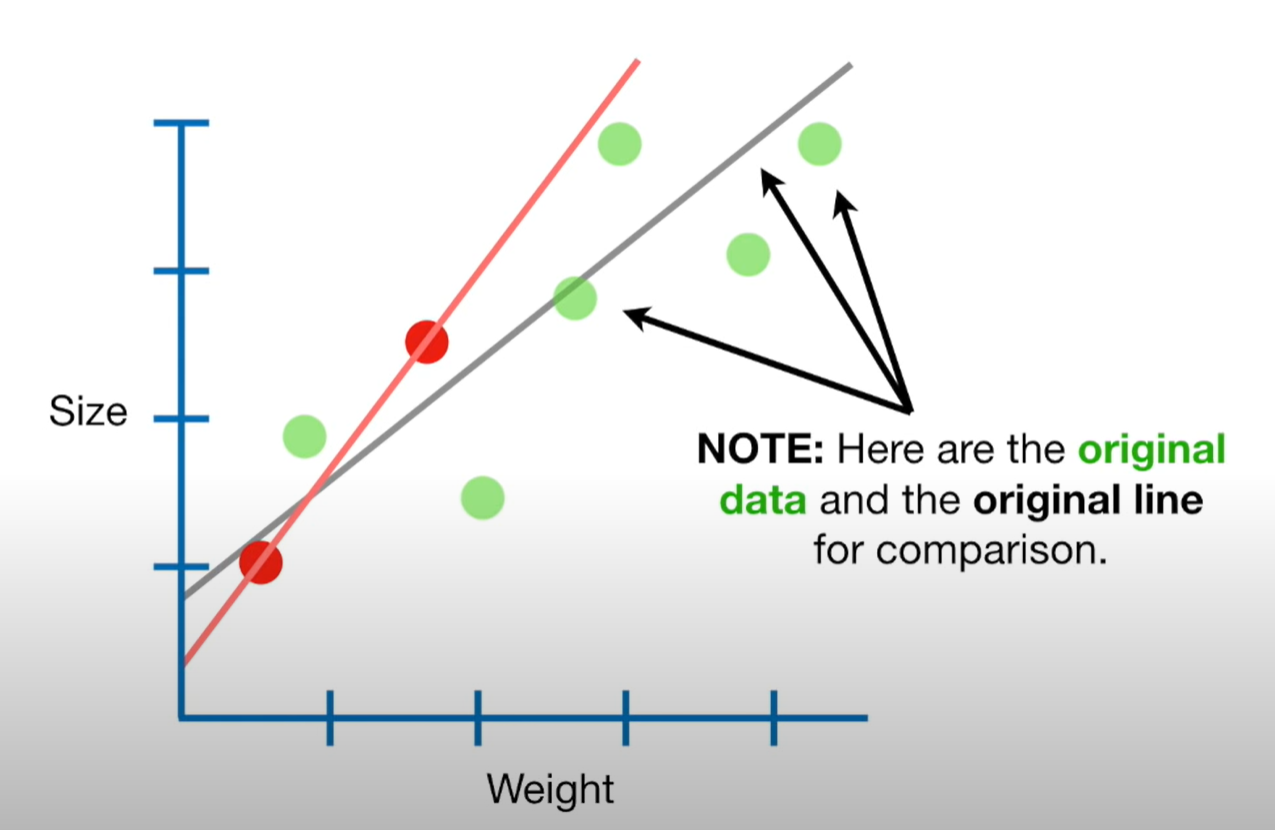 Size
NOTE: Here are the original
data and the original line
for comparison.
Weight